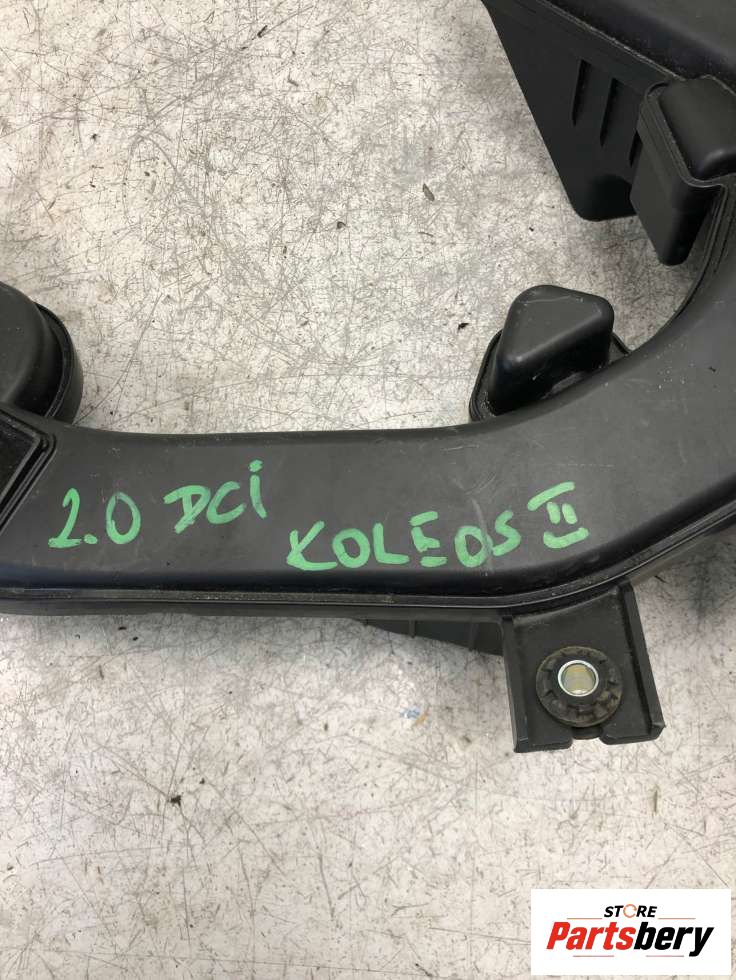 2.0 DCI
KOLEOS II
STORE
Partsbery